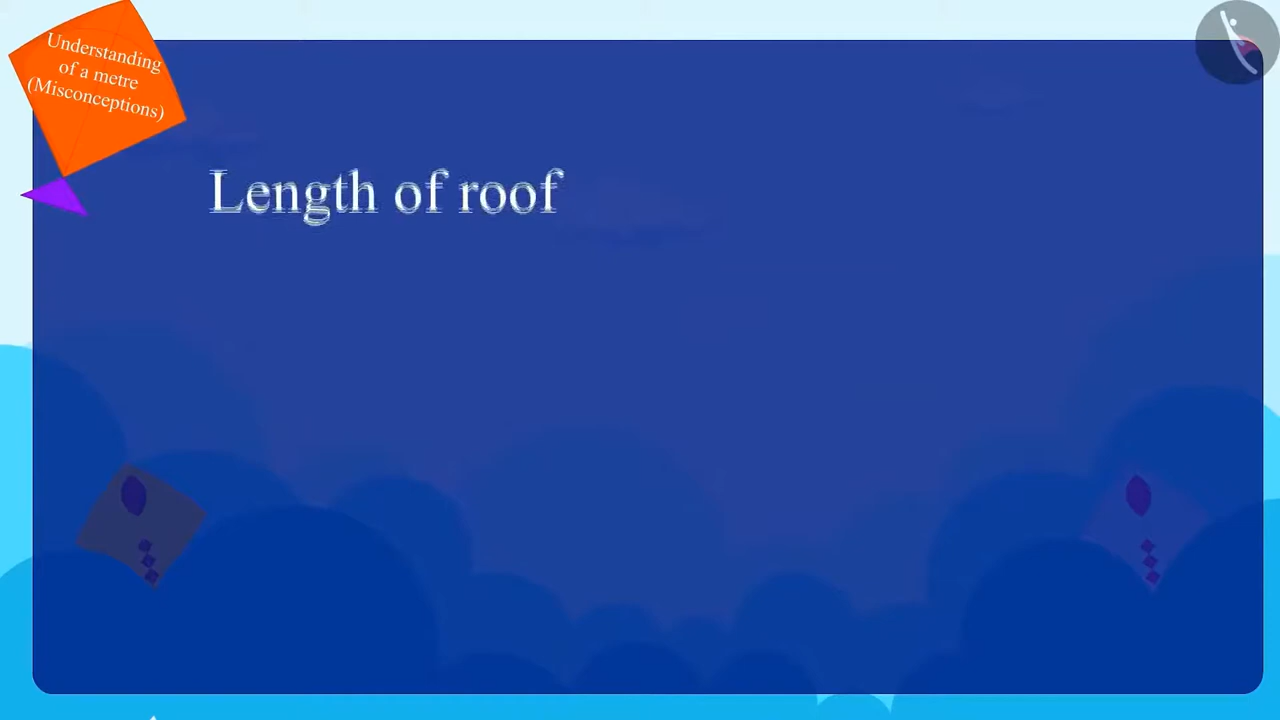 Understanding
of a metre
(Misconceptions)
Length of roof